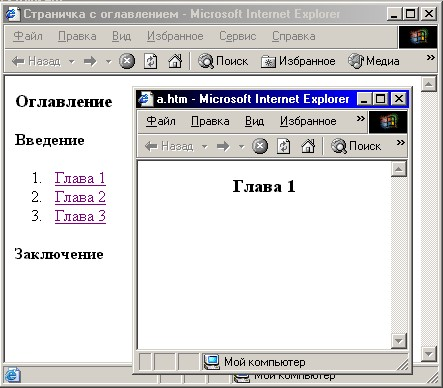 Страничка с оглавлением - Microsoft Internet Explorer
Файл Правка Вид Избранное Сервис Справка
Назад Поиск Избранное Медиа
Оглавление
Введение
1. Глава 1
2. Глава 2
3. Глава 3
Заключение
a.htm - Microsoft Internet Explorer
Файл Правка Вид Избранное
Назад Поиск
Глава 1
Мой компьютер
Мой компьютер